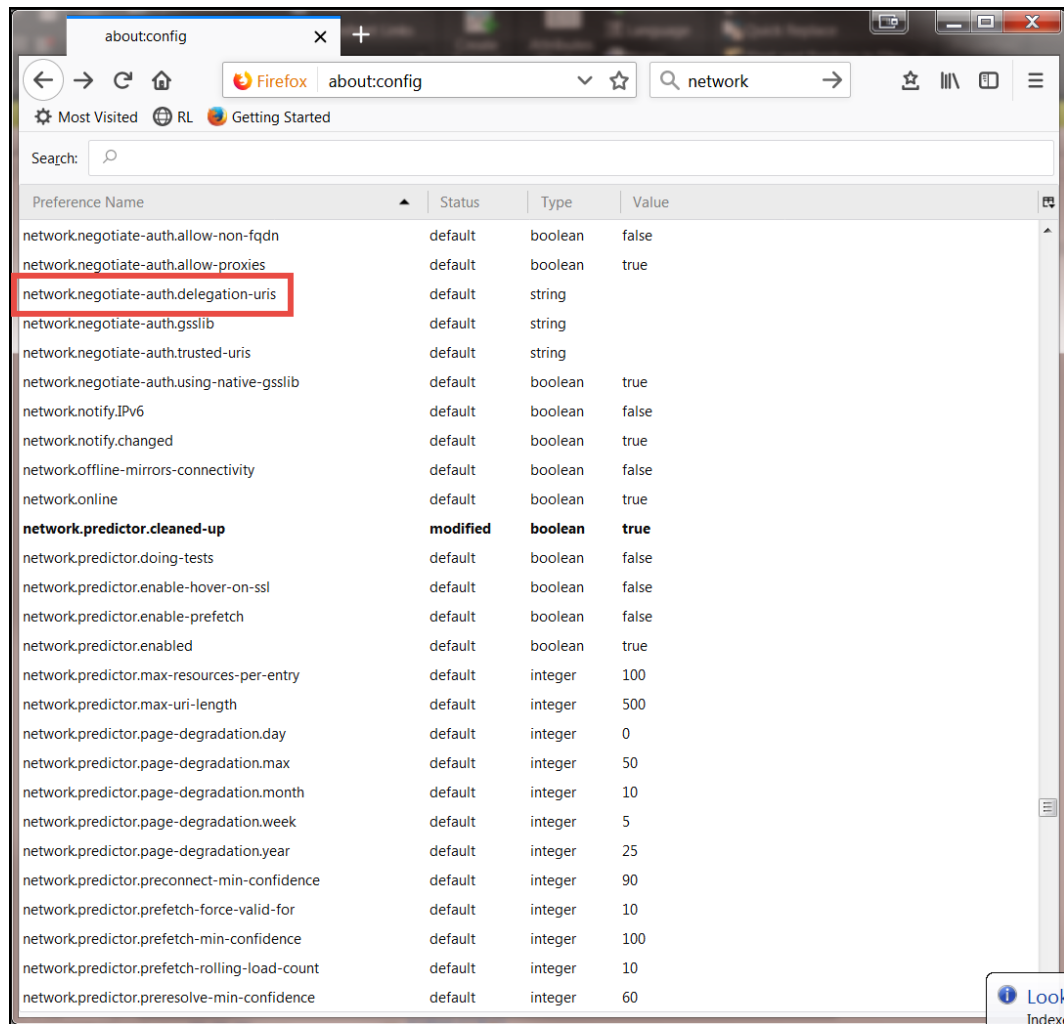 about:config
Firefox about:config network
Most Visited RL Getting Started
Search:
Preference Name Status Type Value
network.negotiate-auth.allow-non-fqdn default boolean false
network.negotiate-auth.allow-proxies default boolean true
network.negotiate-auth.delegation-uris default string
network.negotiate-auth.gsslib default string
network.negotiate-auth.trusted-uris default string
network.negotiate-auth.using-native-gsslib default boolean true
network.notify.IPv6 default boolean false
network.notify.changed default boolean true
network.offline-mirrors-connectivity default boolean false
network.online default boolean true
network.predictor.cleaned-up modified boolean true
network.predictor.doing-tests default boolean false
network.predictor.enable-hover-on-ssl default boolean false
network.predictor.enable-prefetch default boolean false
network.predictor.enabled default boolean true
network.predictor.max-resources-per-entry default integer 100
network.predictor.max-uri-length default integer 500
network.predictor.page-degradation.day default integer 0
network.predictor.page-degradation.max default integer 50
network.predictor.page-degradation.month default integer 10
network.predictor.page-degradation.week default integer 5
network.predictor.page-degradation.year default integer 25
network.predictor.preconnect-min-confidence default integer 90
network.predictor.prefetch-force-valid-for default integer 10
network.predictor.prefetch-min-confidence default integer 100
network.predictor.prefetch-rolling-load-count default integer 10
network.predictor.preresolve-min-confidence default integer 60
Look